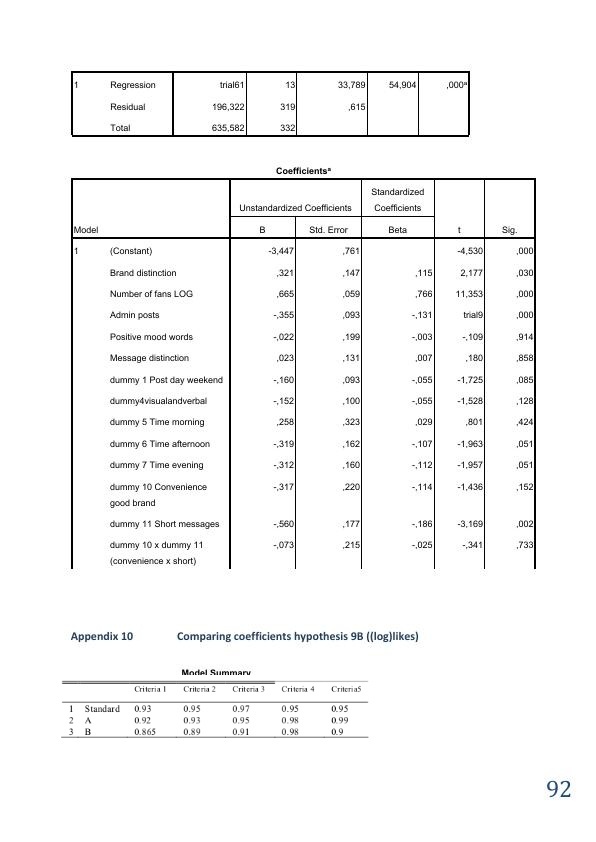 1 Regression trial61 13 33,789 54,904 ,000ª
Residual 196,322 319 ,615
Total 635,582 332
Coefficientsª
Standardized
Unstandardized Coefficients Coefficients
Model B Std. Error Beta t Sig.
1 (Constant) -3,447 ,761 -4,530 ,000
Brand distinction ,321 ,147 ,115 2,177 ,030
Number of fans LOG ,665 ,059 ,766 11,353 ,000
Admin posts -,355 ,093 -,131 trial9 ,000
Positive mood words -,022 ,199 -,003 -,109 ,914
Message distinction ,023 ,131 ,007 ,180 ,858
dummy 1 Post day weekend -,160 ,093 -,055 -1,725 ,085
dummy4visualandverbal -,152 ,100 -,055 -1,528 ,128
dummy 5 Time morning ,258 ,323 ,029 ,801 ,424
dummy 6 Time afternoon -,319 ,162 -,107 -1,963 ,051
dummy 7 Time evening -,312 ,160 -,112 -1,957 ,051
dummy 10 Convenience -,317 ,220 -,114 -1,436 ,152
good brand
dummy 11 Short messages -,560 ,177 -,186 -3,169 ,002
dummy 10 x dummy 11 -,073 ,215 -,025 -,341 ,733
(convenience x short)
Appendix 10 Comparing coefficients hypothesis 9B ((log)likes)
Model Summary
Criteria 1 Criteria 2 Criteria 3 Criteria 4 Criteria5
1 Standard 0.93 0.95 0.97 0.95 0.95
2 A 0.92 0.93 0.95 0.98 0.99
3 B 0.865 0.89 0.91 0.98 0.9
92